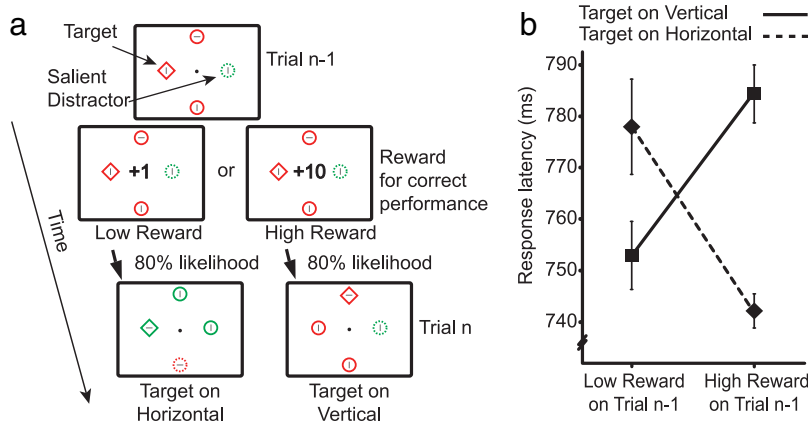 a
Target
Salient
Distractor
Trial n-1
+1
or
+10
Reward
for correct
performance
Low Reward
High Reward
Time
80% likelihood
80% likelihood
Trial n
Target on
Horizontal
Target on
Vertical
b
Target on Vertical
Target on Horizontal
Response latency (ms)
790
780
770
760
750
740
Low Reward
on Trial n-1
High Reward
on Trial n-1